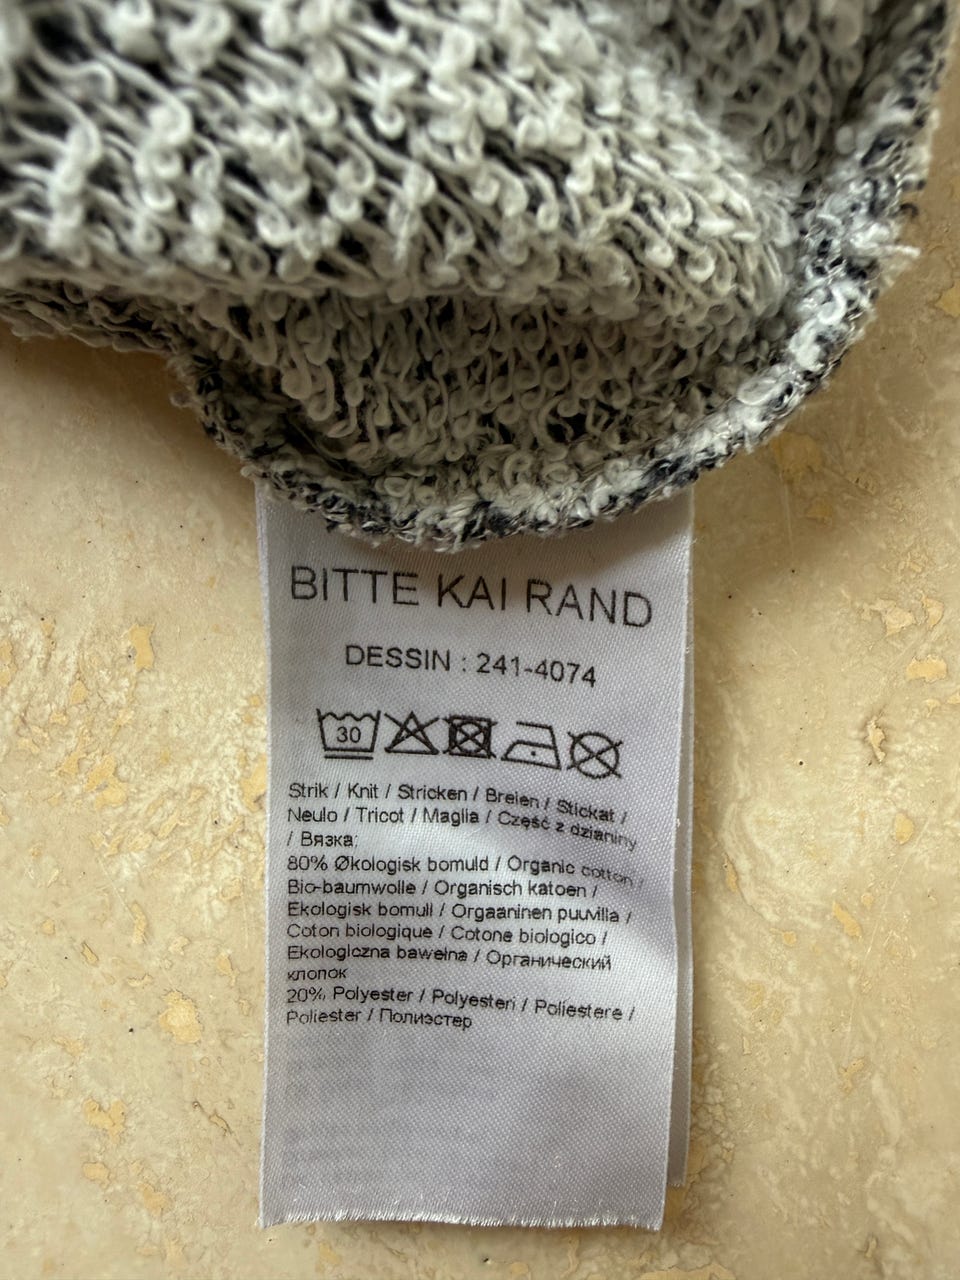 BITTE KAI RAND
DESSIN : 241-4074
30
Strik / Knit / Stricken / Breien / Stickat /
Neulo / Tricot / Maglia / Część z dzianiny
/ Вязка:
80% Økologisk bomuld / Organic cotton /
Bio-baumwolle / Organisch katoen /
Ekologisk bomull / Orgaaninen puuvilla /
Coton biologique / Cotone biologico /
Ekologiczna bawełna / Органический
клопок
20% Polyester / Polyesteri / Poliestere /
Poliester / Полиэстер